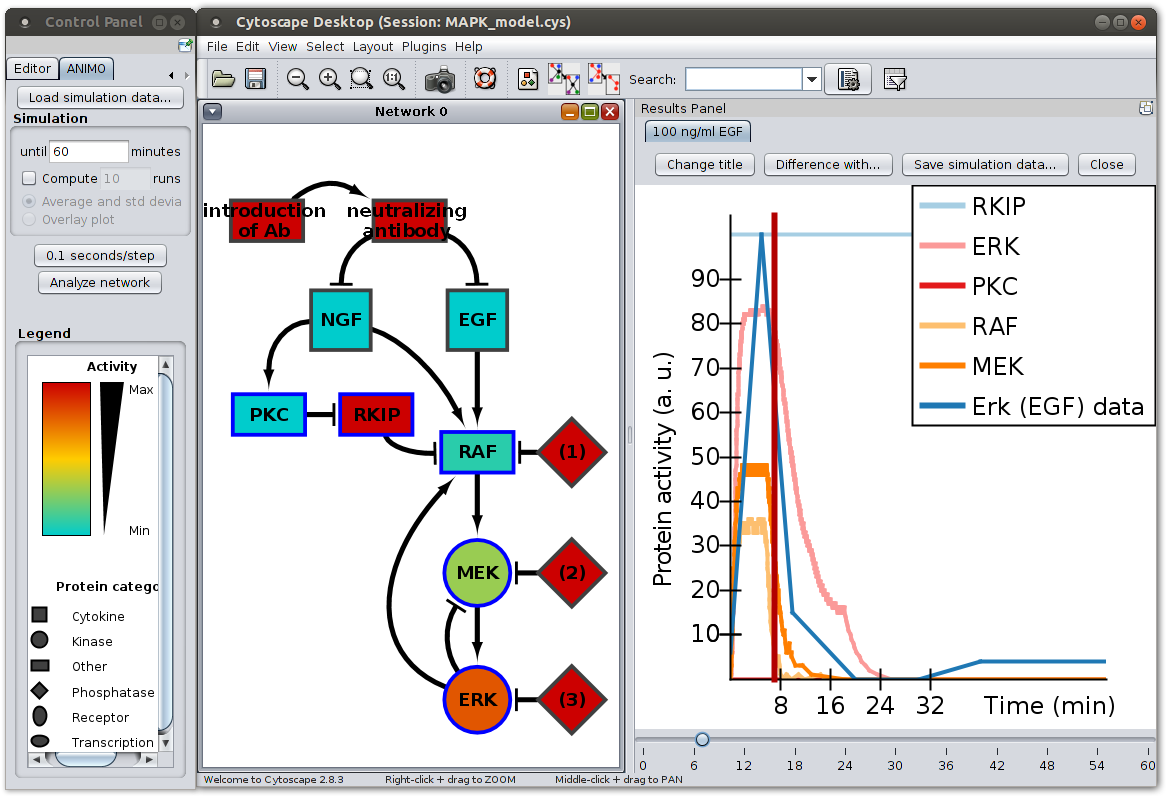 Control Panel
Editor
ANIMO
Load simulation data...
Simulation
until 60 minutes
Compute 10 runs
Average and std devia
Overlay plot
0.1 seconds/step
Analyze network
Legend
Activity
Max
Min
Protein catego
Cytokine
Kinase
Other
Phosphatase
Receptor
Transcription
Cytoscape Desktop (Session: MAPK_model.cys)
File Edit View Select Layout Plugins Help
1:1
Search:
Network 0
introduction
of Ab
neutralizing
antibody
NGF
EGF
PKC
RKIP
RAF
(1)
MEK
(2)
ERK
(3)
Welcome to Cytoscape 2.8.3 Right-click + drag to ZOOM Middle-click + drag to PAN
Results Panel
100 ng/ml EGF
Change title
Difference with...
Save simulation data...
Close
RKIP
ERK
PKC
RAF
MEK
Erk (EGF) data
Protein activity (a. u.)
90
80
70
60
50
40
30
20
10
8 16 24 32 Time (min)
0 6 12 18 24 30 36 42 48 54 60